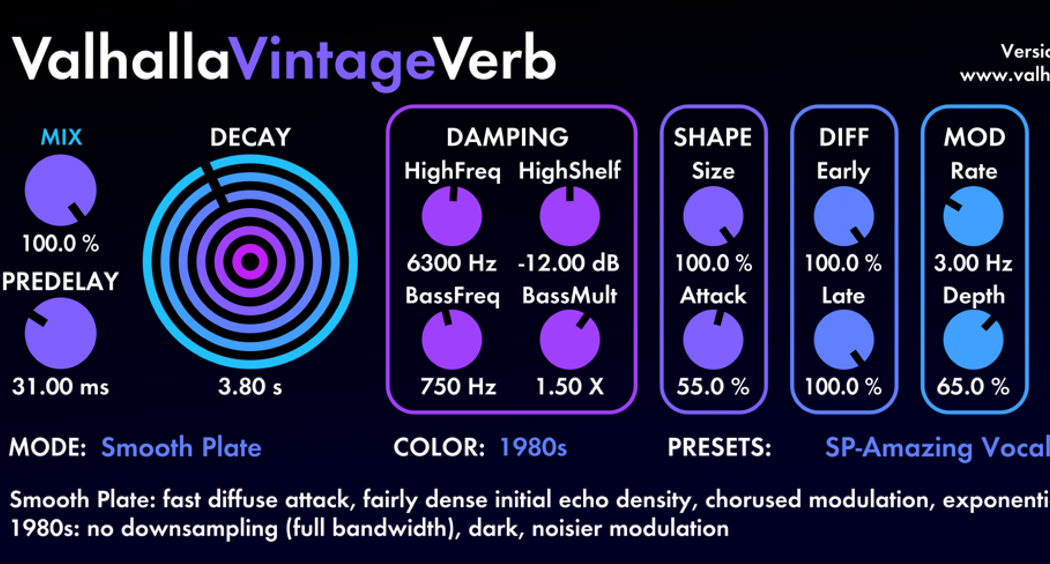 ValhallaVintageVerb
Versio
www.valh
MIX
DECAY
DAMPING
SHAPE
DIFF
MOD
HighFreq
HighShelf
Size
Early
Rate
100.0 %
6300 Hz
-12.00 dB
100.0 %
100.0 %
3.00 Hz
PREDELAY
BassFreq
BassMult
Attack
Late
Depth
31.00 ms
3.80 s
750 Hz
1.50 X
55.0 %
100.0 %
65.0 %
MODE: Smooth Plate
COLOR: 1980s
PRESETS: SP-Amazing Vocal
Smooth Plate: fast diffuse attack, fairly dense initial echo density, chorused modulation, exponenti
1980s: no downsampling (full bandwidth), dark, noisier modulation